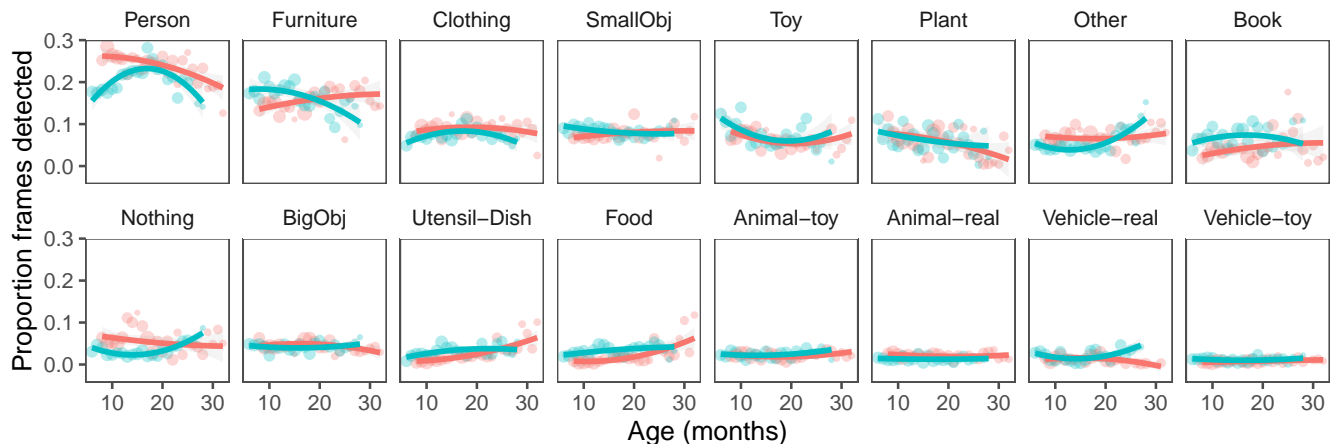 Person Furniture Clothing SmallObj Toy Plant Other Book
0.3
0.2
0.1
0.0
Nothing BigObj Utensil−Dish Food Animal−toy Animal−real Vehicle−real Vehicle−toy
0.3
0.2
0.1
0.0
10 20 30 10 20 30 10 20 30 10 20 30 10 20 30 10 20 30 10 20 30 10 20 30
Age (months)
Proportion frames detected